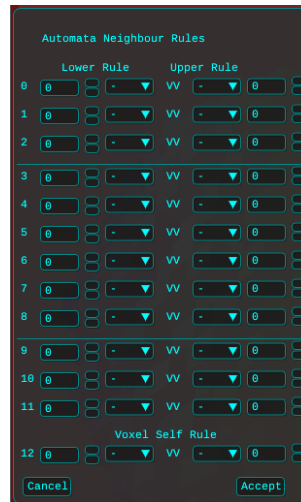 Automata Neighbour Rules
Lower Rule Upper Rule
0 0 - VV - 0
1 0 - VV - 0
2 0 - VV - 0
3 0 - VV - 0
4 0 - VV - 0
5 0 - VV - 0
6 0 - VV - 0
7 0 - VV - 0
8 0 - VV - 0
9 0 - VV - 0
10 0 - VV - 0
11 0 - VV - 0
Voxel Self Rule
12 0 - VV - 0
Cancel Accept